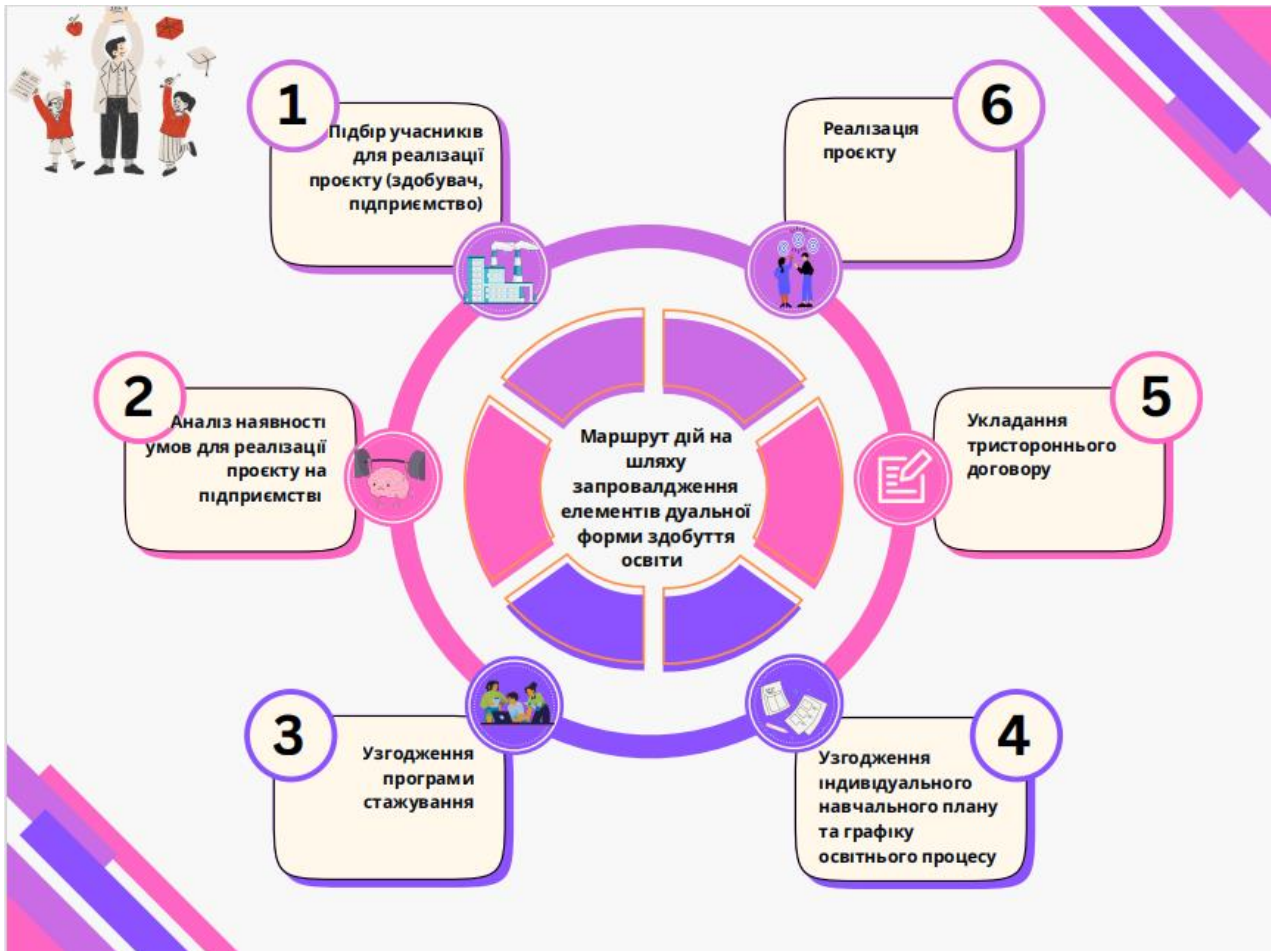 1
Підбір учасників
для реалізації
проєкту (здобувач,
підприємство)
2
Аналіз наявності
умов для реалізації
проєкту на
підприємстві
3
Узгодження
програми
стажування
4
Узгодження
індивідуального
навчального плану
та графіку
освітнього процесу
5
Укладання
тристороннього
договору
6
Реалізація
проєкту
Маршрут дій на
шляху
запровалдження
елементів дуальної
форми здобуття
освіти